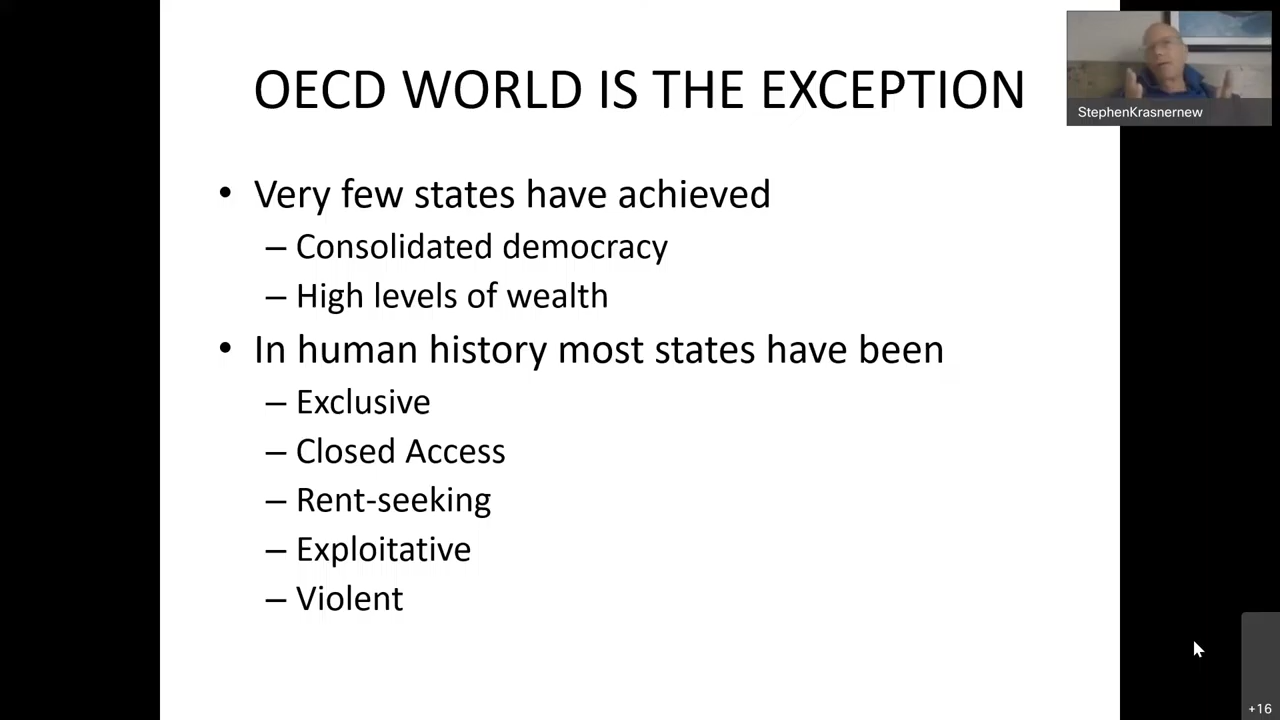 OECD WORLD IS THE EXCEPTION
StephenKrasnernew
• Very few states have achieved
– Consolidated democracy
– High levels of wealth
• In human history most states have been
– Exclusive
– Closed Access
– Rent-seeking
– Exploitative
– Violent
+16